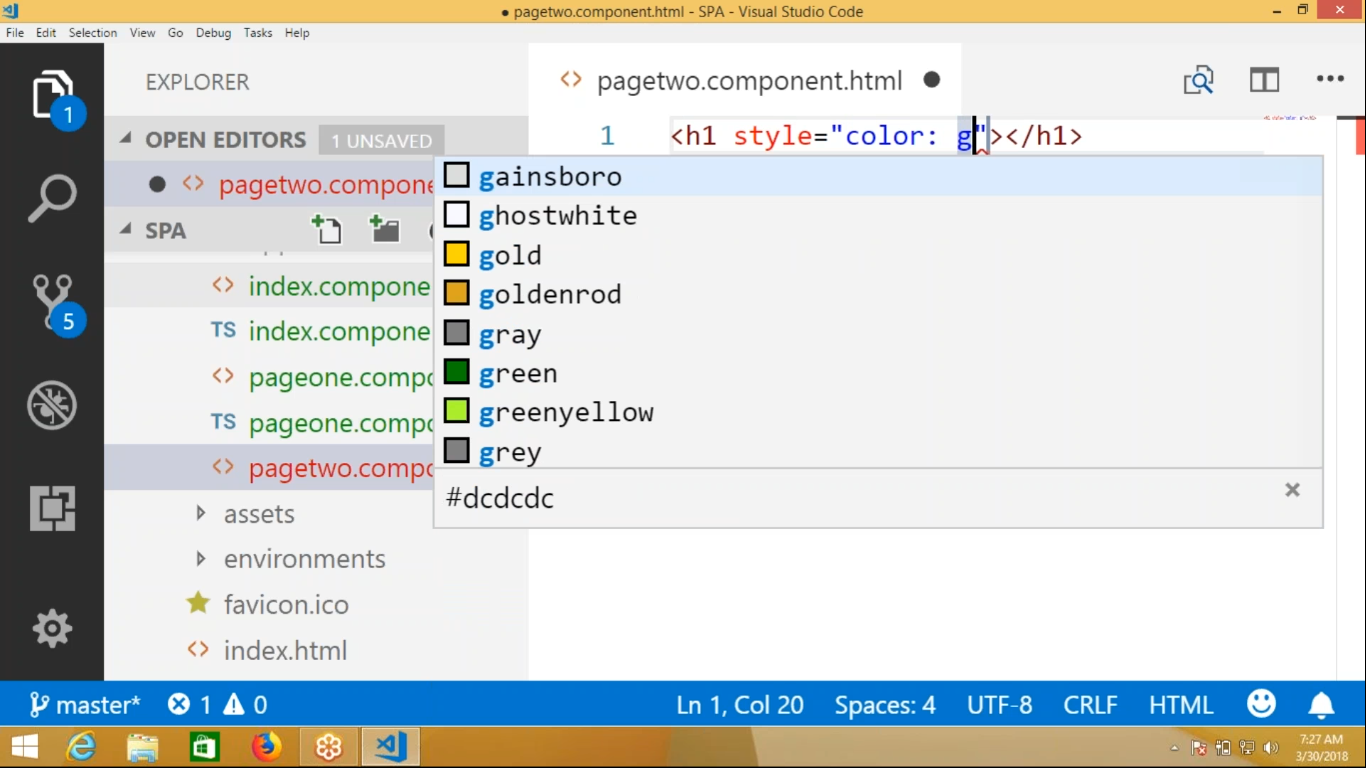 ● pagetwo.component.html - SPA - Visual Studio Code
File Edit Selection View Go Debug Tasks Help
EXPLORER
<> pagetwo.component.html ●
1
OPEN EDITORS 1 UNSAVED
1 <h1 style="color: g"></h1>
● <> pagetwo.compone
gainsboro
SPA
ghostwhite
gold
<> index.compone
goldenrod
TS index.compone
gray
5
<> pageone.compo
green
TS pageone.compo
greenyellow
<> pagetwo.compo
grey
#dcdcdc
assets
environments
favicon.ico
<> index.html
master* 1 0 Ln 1, Col 20 Spaces: 4 UTF-8 CRLF HTML
7:27 AM
3/30/2018